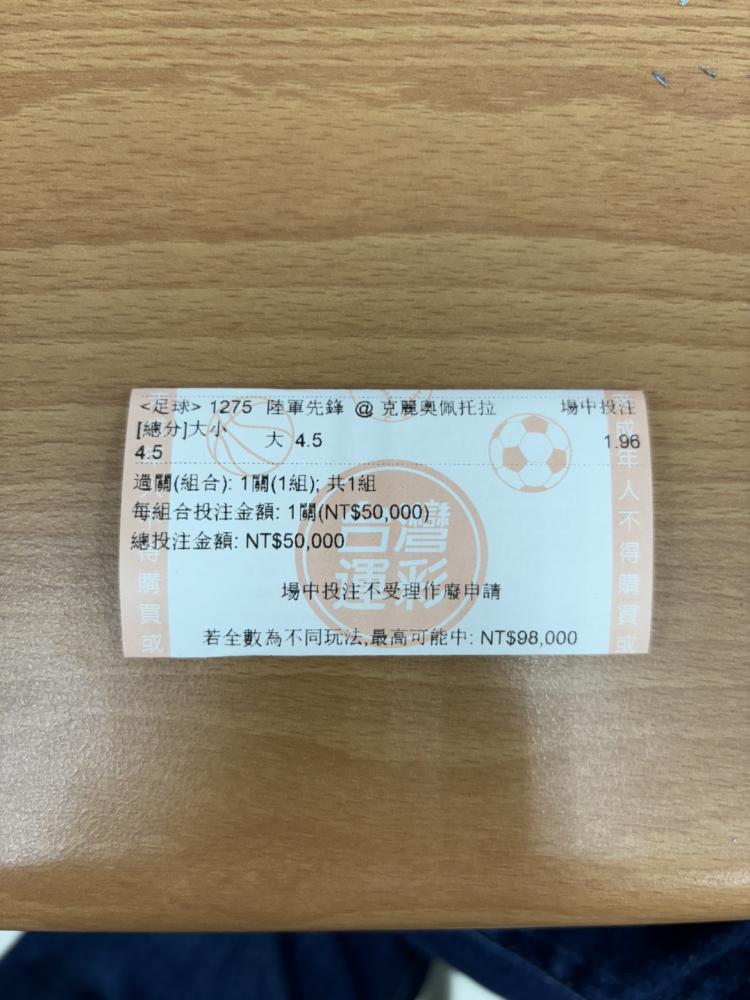 <足球> 1275 陸軍先鋒 @ 克麗奧佩托拉 場中投注
[總分]大小 大 4.5 1.96
4.5
過關(組合): 1關(1組); 共1組
每組合投注金額: 1關(NT$50,000)
總投注金額: NT$50,000
場中投注不受理作廢申請
若全數為不同玩法,最高可能中: NT$98,000
台灣
運彩
得購買或
成年人不得購買或